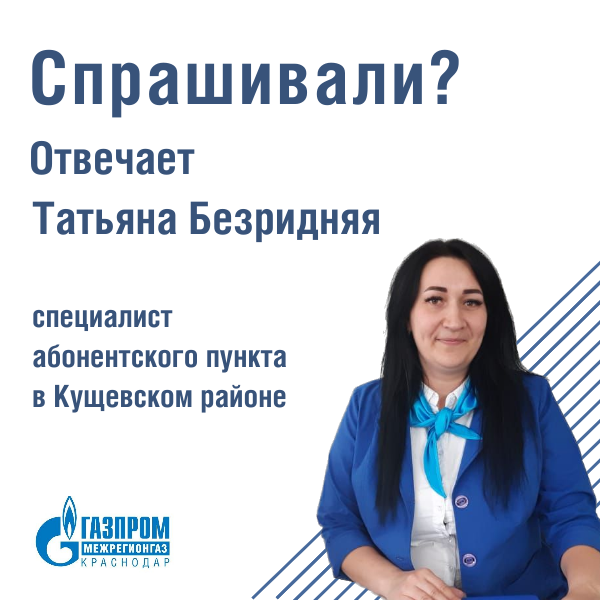 Спрашивали?
Отвечает
Татьяна Безридняя
специалист
абонентского пункта
в Кущевском районе
ГАЗПРОМ
МЕЖРЕГИОНГАЗ
КРАСНОДАР